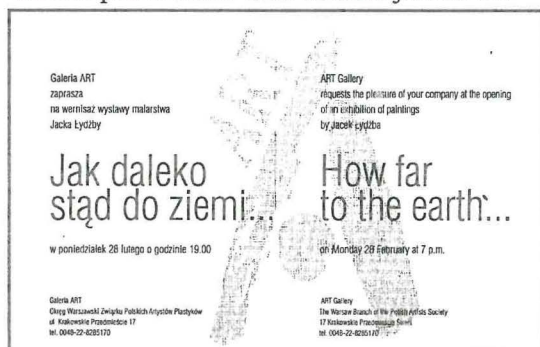 Galeria ART
zaprasza
na wernisaż wystawy malarstwa
Jacka Łydżby
Jak daleko
stąd do ziemi...
w poniedziałek 28 lutego o godzinie 19.00
Galeria ART
Okręg Warszawski Związku Polskich Artystów Plastyków
ul. Krakowskie Przedmieście 17
tel. 0048-22-8285170
ART Gallery
requests the pleasure of your company at the opening
of an exhibition of paintings
by Jacek Łydżba
How far
to the earth...
on Monday 28 February at 7 p.m.
ART Gallery
The Warsaw Branch of the Polish Artists Society
17 Krakowskie Przedmieście Street
tel. 0048-22-8285170